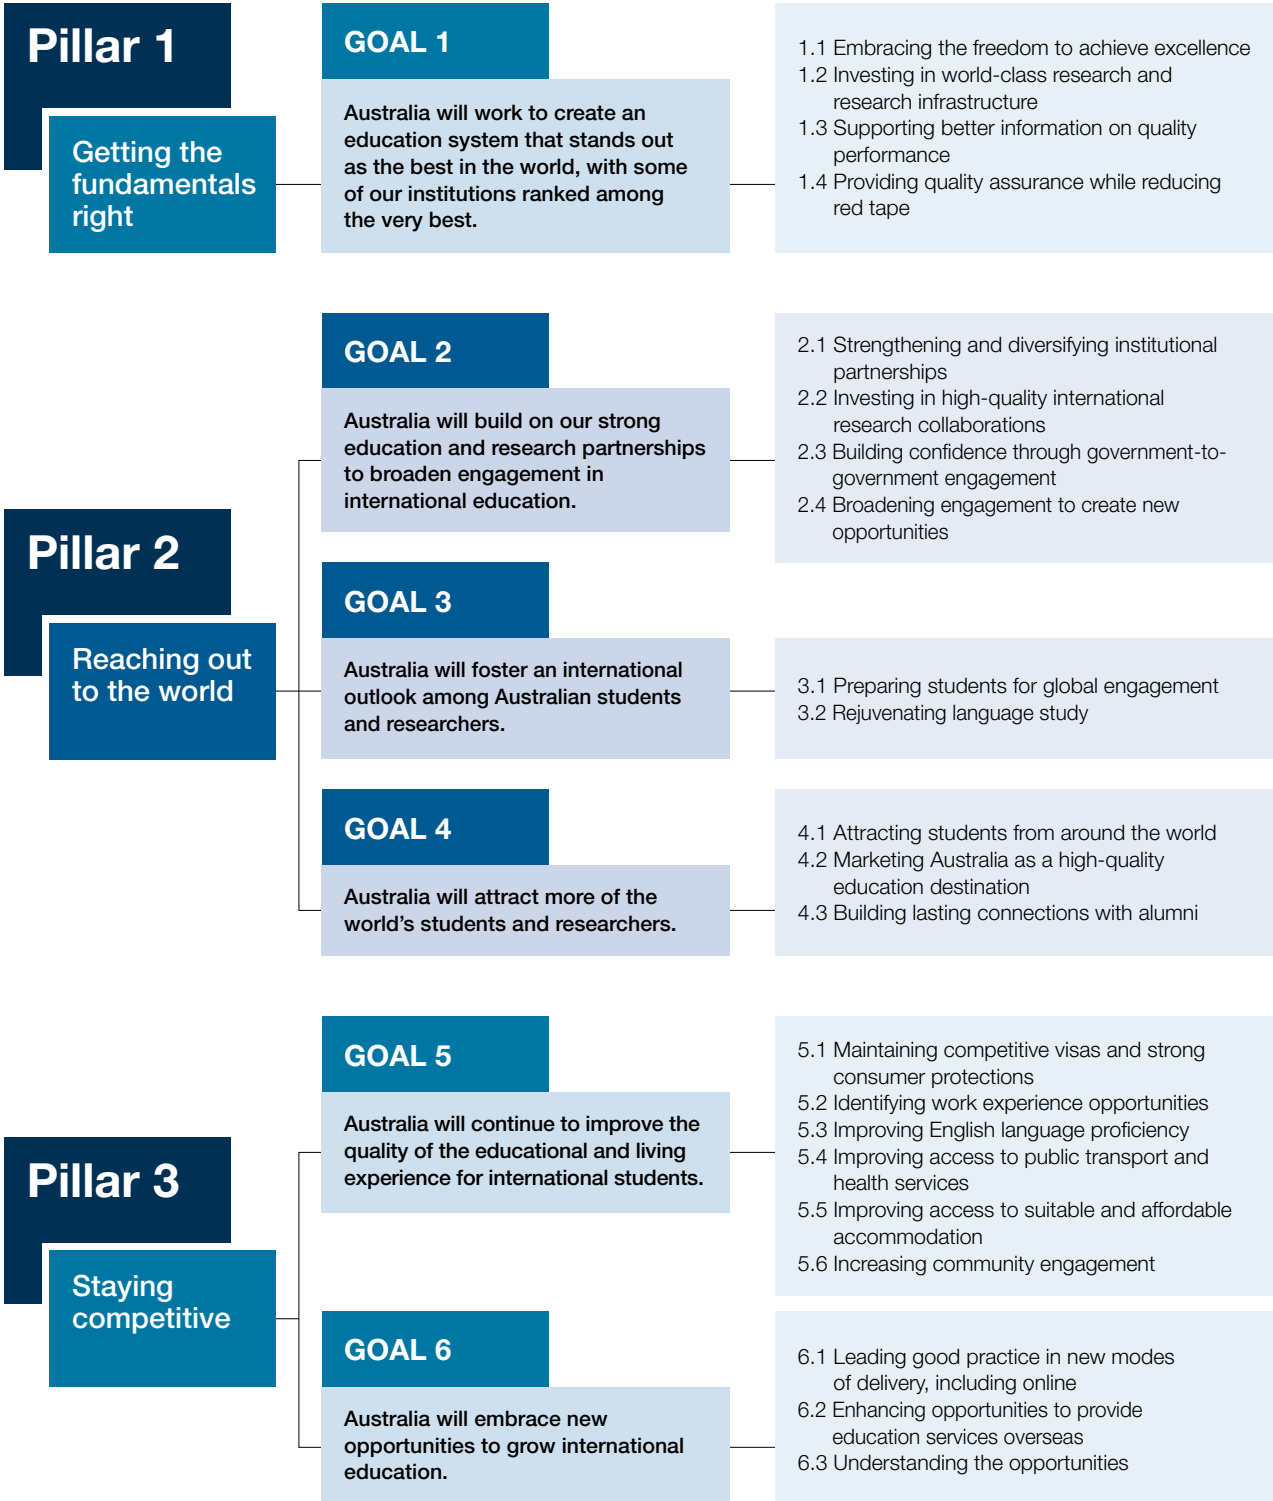 Pillar 1
Getting the
fundamentals
right
GOAL 1
Australia will work to create an
education system that stands out
as the best in the world, with some
of our institutions ranked among
the very best.
1.1 Embracing the freedom to achieve excellence
1.2 Investing in world-class research and
research infrastructure
1.3 Supporting better information on quality
performance
1.4 Providing quality assurance while reducing
red tape
Pillar 2
Reaching out
to the world
GOAL 2
Australia will build on our strong
education and research partnerships
to broaden engagement in
international education.
2.1 Strengthening and diversifying institutional
partnerships
2.2 Investing in high-quality international
research collaborations
2.3 Building confidence through government-to-
government engagement
2.4 Broadening engagement to create new
opportunities
GOAL 3
Australia will foster an international
outlook among Australian students
and researchers.
3.1 Preparing students for global engagement
3.2 Rejuvenating language study
GOAL 4
Australia will attract more of the
world’s students and researchers.
4.1 Attracting students from around the world
4.2 Marketing Australia as a high-quality
education destination
4.3 Building lasting connections with alumni
Pillar 3
Staying
competitive
GOAL 5
Australia will continue to improve the
quality of the educational and living
experience for international students.
5.1 Maintaining competitive visas and strong
consumer protections
5.2 Identifying work experience opportunities
5.3 Improving English language proficiency
5.4 Improving access to public transport and
health services
5.5 Improving access to suitable and affordable
accommodation
5.6 Increasing community engagement
GOAL 6
Australia will embrace new
opportunities to grow international
education.
6.1 Leading good practice in new modes
of delivery, including online
6.2 Enhancing opportunities to provide
education services overseas
6.3 Understanding the opportunities